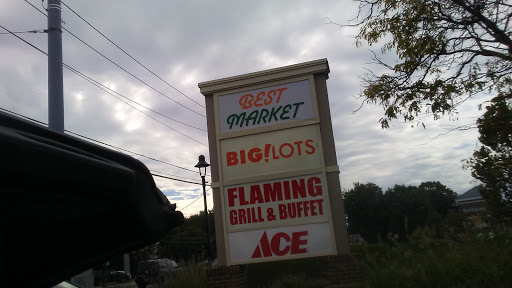 BEST
MARKET
BIG!LOTS
FLAMING
GRILL & BUFFET
ACE